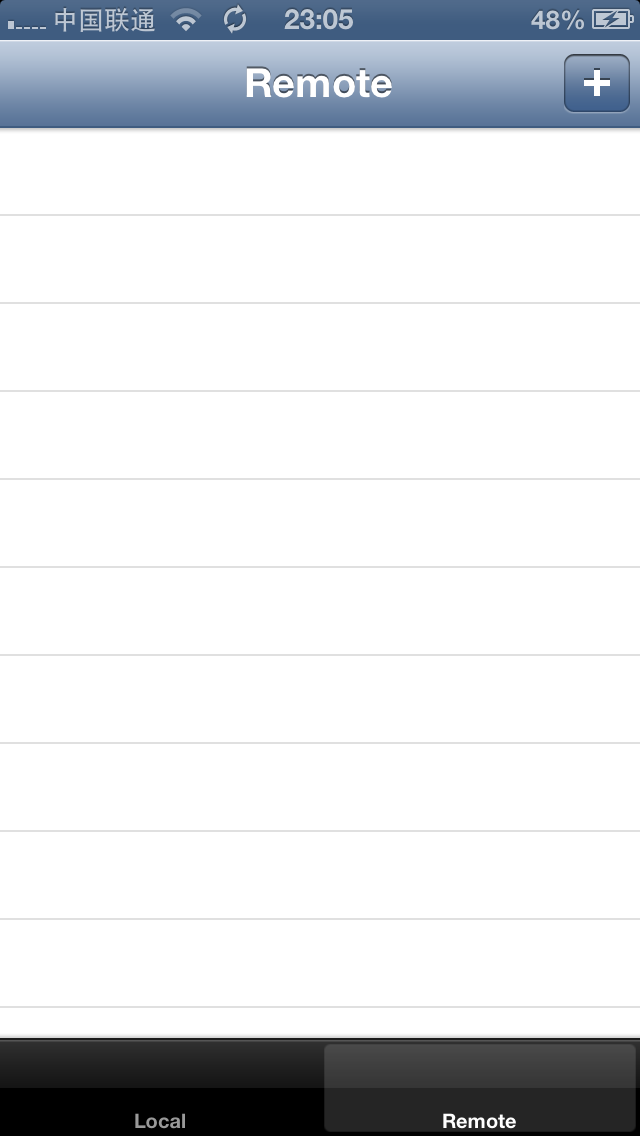 中国联通 23:05 48%
Remote +
Local Remote